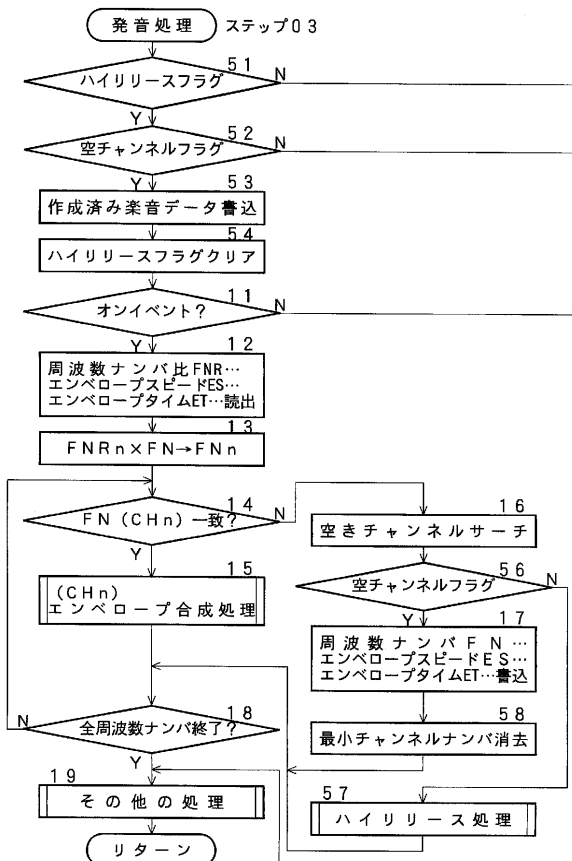 発音処理 ステップ03
51
ハイリリースフラグ N
Y
52
空チャンネルフラグ N
Y
53
作成済み楽音データ書込
54
ハイリリースフラグクリア
11
オンイベント? N
Y
12
周波数ナンバ比FNR…
エンベロープスピードES…
エンベロープタイムET…読出
13
FNRn×FN→FNn
14
FN(CHn)一致? N
Y
15
(CHn)
エンベロープ合成処理
16
空きチャンネルサーチ
56
空チャンネルフラグ N
Y
17
周波数ナンバFN…
エンベロープスピードES…
エンベロープタイムET…書込
58
最小チャンネルナンバ消去
57
ハイリリース処理
18
N 全周波数ナンバ終了?
Y
19
その他の処理
リターン